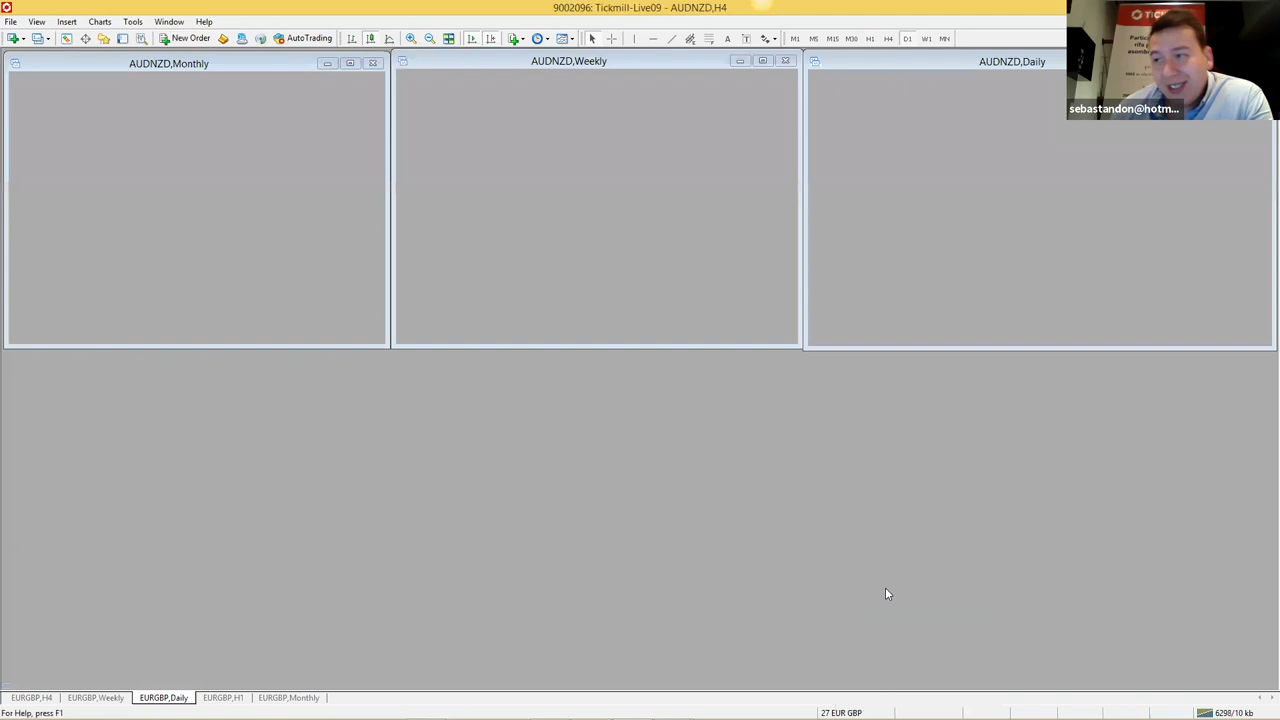 9002096: Tickmill-Live09 - AUDNZD,H4
File View Insert Charts Tools Window Help
New Order AutoTrading M1 M5 M15 M30 H1 H4 D1 W1 MN
AUDNZD,Monthly
AUDNZD,Weekly
AUDNZD,Daily
sebastandon@hotm...
EURGBP,H4 EURGBP,Weekly EURGBP,Daily EURGBP,H1 EURGBP,Monthly
For Help, press F1
27 EUR GBP
6298/10 kb